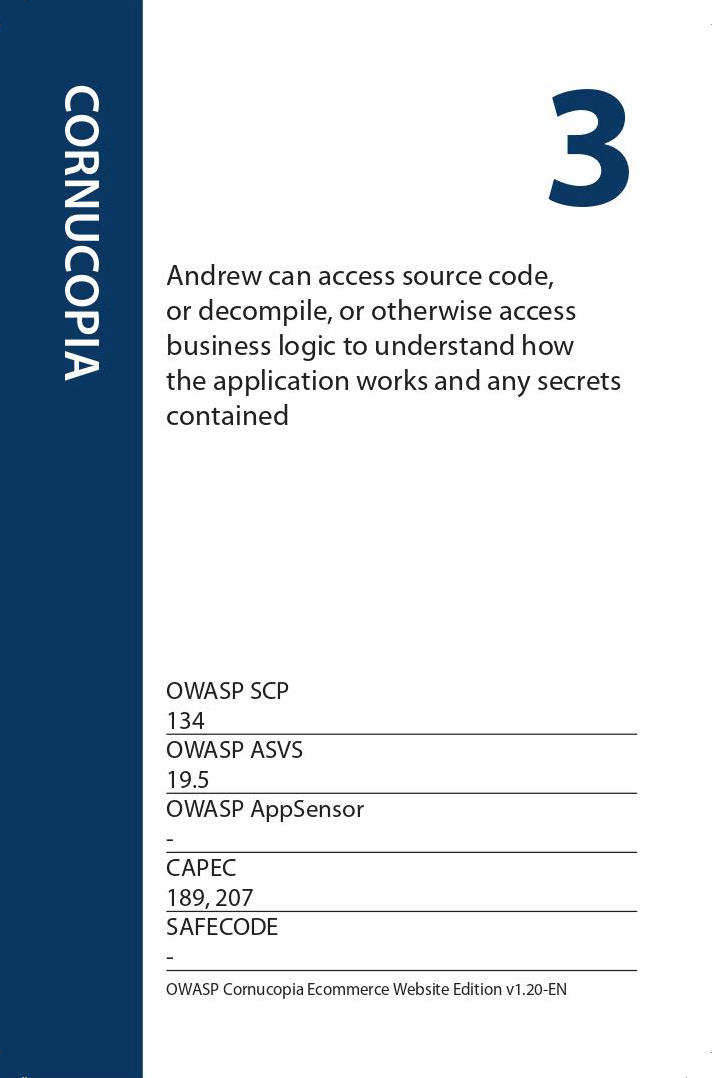 CORNUCOPIA
3
Andrew can access source code,
or decompile, or otherwise access
business logic to understand how
the application works and any secrets
contained
OWASP SCP
134
OWASP ASVS
19.5
OWASP AppSensor
-
CAPEC
189, 207
SAFECODE
-
OWASP Cornucopia Ecommerce Website Edition v1.20-EN